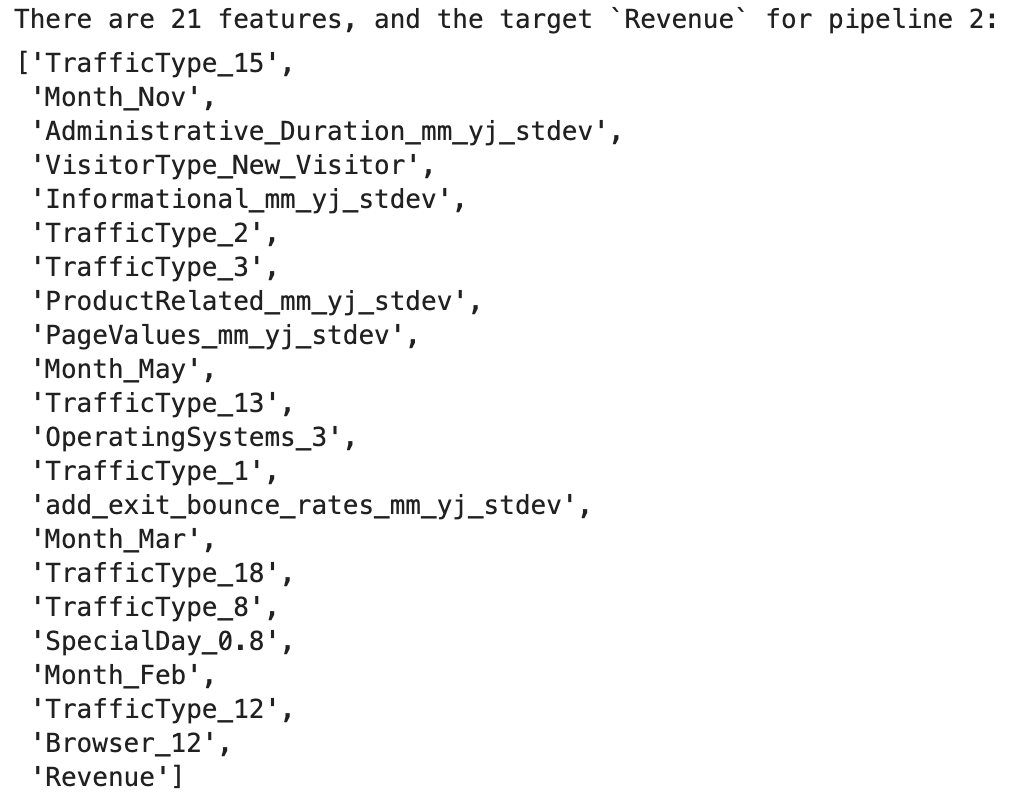 There are 21 features, and the target `Revenue` for pipeline 2:
['TrafficType_15',
 'Month_Nov',
 'Administrative_Duration_mm_yj_stdev',
 'VisitorType_New_Visitor',
 'Informational_mm_yj_stdev',
 'TrafficType_2',
 'TrafficType_3',
 'ProductRelated_mm_yj_stdev',
 'PageValues_mm_yj_stdev',
 'Month_May',
 'TrafficType_13',
 'OperatingSystems_3',
 'TrafficType_1',
 'add_exit_bounce_rates_mm_yj_stdev',
 'Month_Mar',
 'TrafficType_18',
 'TrafficType_8',
 'SpecialDay_0.8',
 'Month_Feb',
 'TrafficType_12',
 'Browser_12',
 'Revenue']